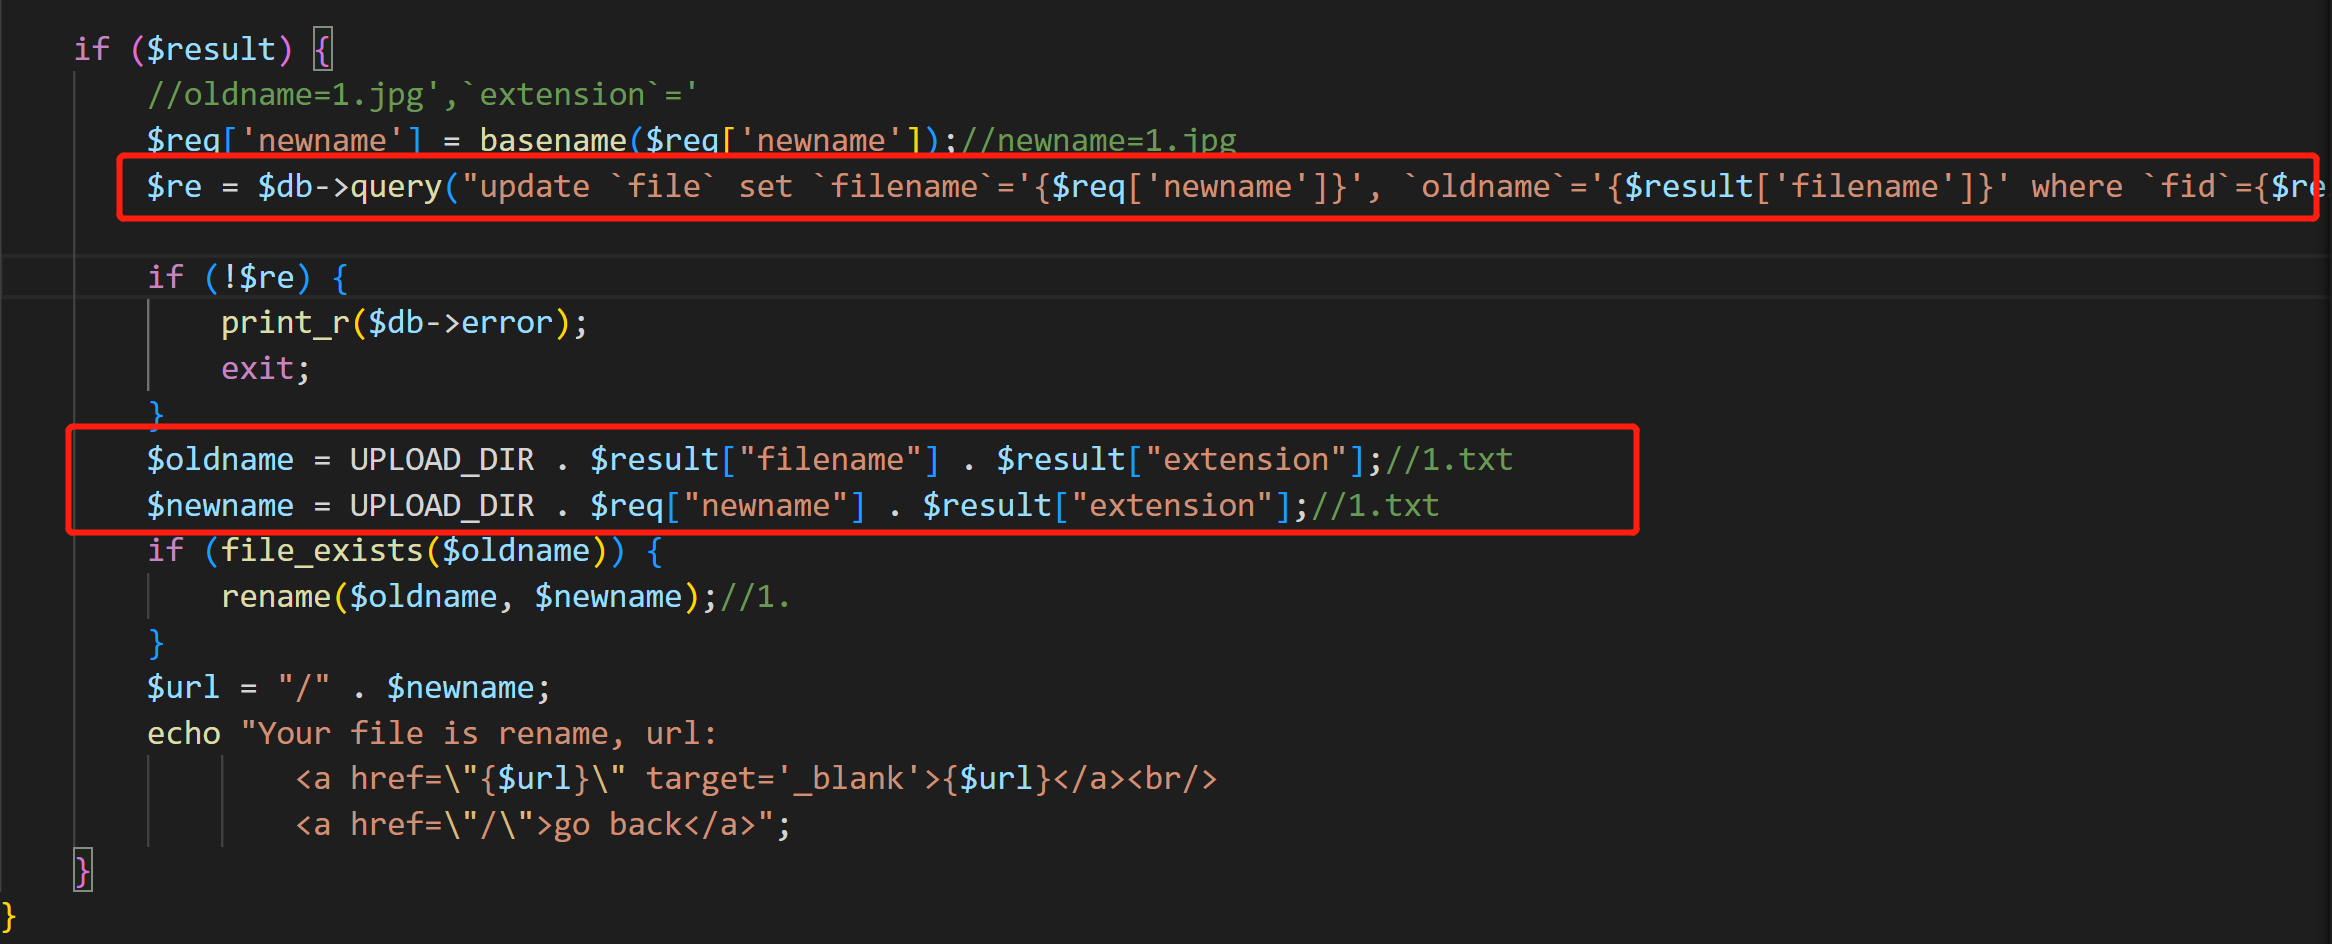 if ($result) {
//oldname=1.jpg',`extension`='
$req['newname'] = basename($req['newname']);//newname=1.jpg
$re = $db->query("update `file` set `filename`='{$req['newname']}', `oldname`='{$result['filename']}' where `fid`={$re
if (!$re) {
print_r($db->error);
exit;
}
$oldname = UPLOAD_DIR . $result["filename"] . $result["extension"];//1.txt
$newname = UPLOAD_DIR . $req["newname"] . $result["extension"];//1.txt
if (file_exists($oldname)) {
rename($oldname, $newname);//1.
}
$url = "/" . $newname;
echo "Your file is rename, url:
<a href=\"{$url}\" target='_blank'>{$url}</a><br/>
<a href=\"/\">go back</a>";
}
}